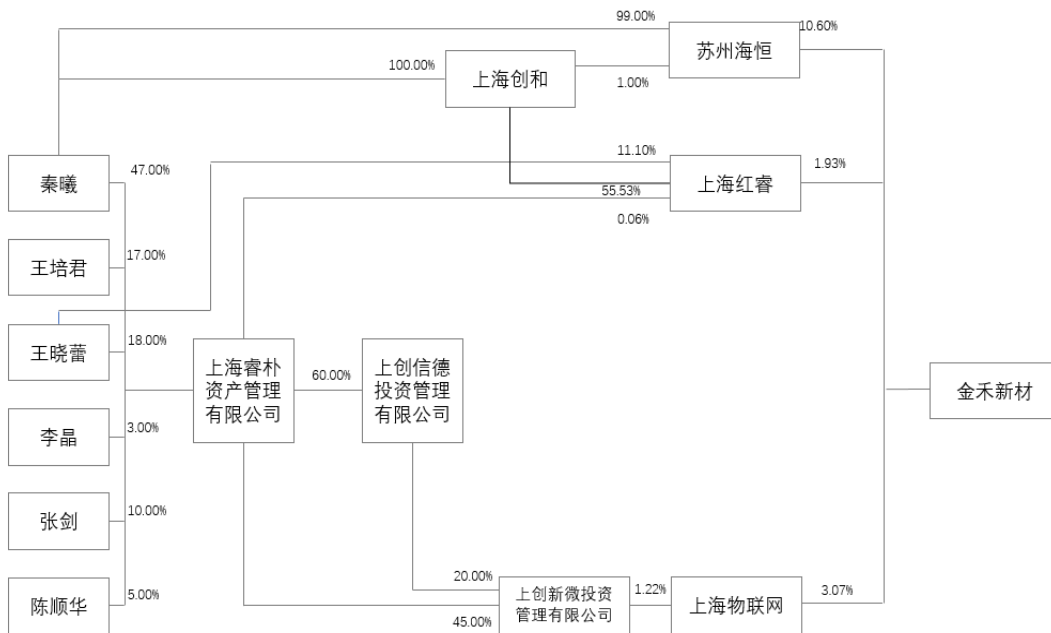 99.00%
10.60%
苏州海恒
100.00%
上海创和
1.00%
秦曦
47.00%
11.10%
上海红睿
1.93%
55.53%
0.06%
王培君
17.00%
王晓蕾
18.00%
上海睿朴
资产管理
有限公司
60.00%
上创信德
投资管理
有限公司
金禾新材
李晶
3.00%
张剑
10.00%
陈顺华
5.00%
20.00%
45.00%
上创新微投资
管理有限公司
1.22%
上海物联网
3.07%